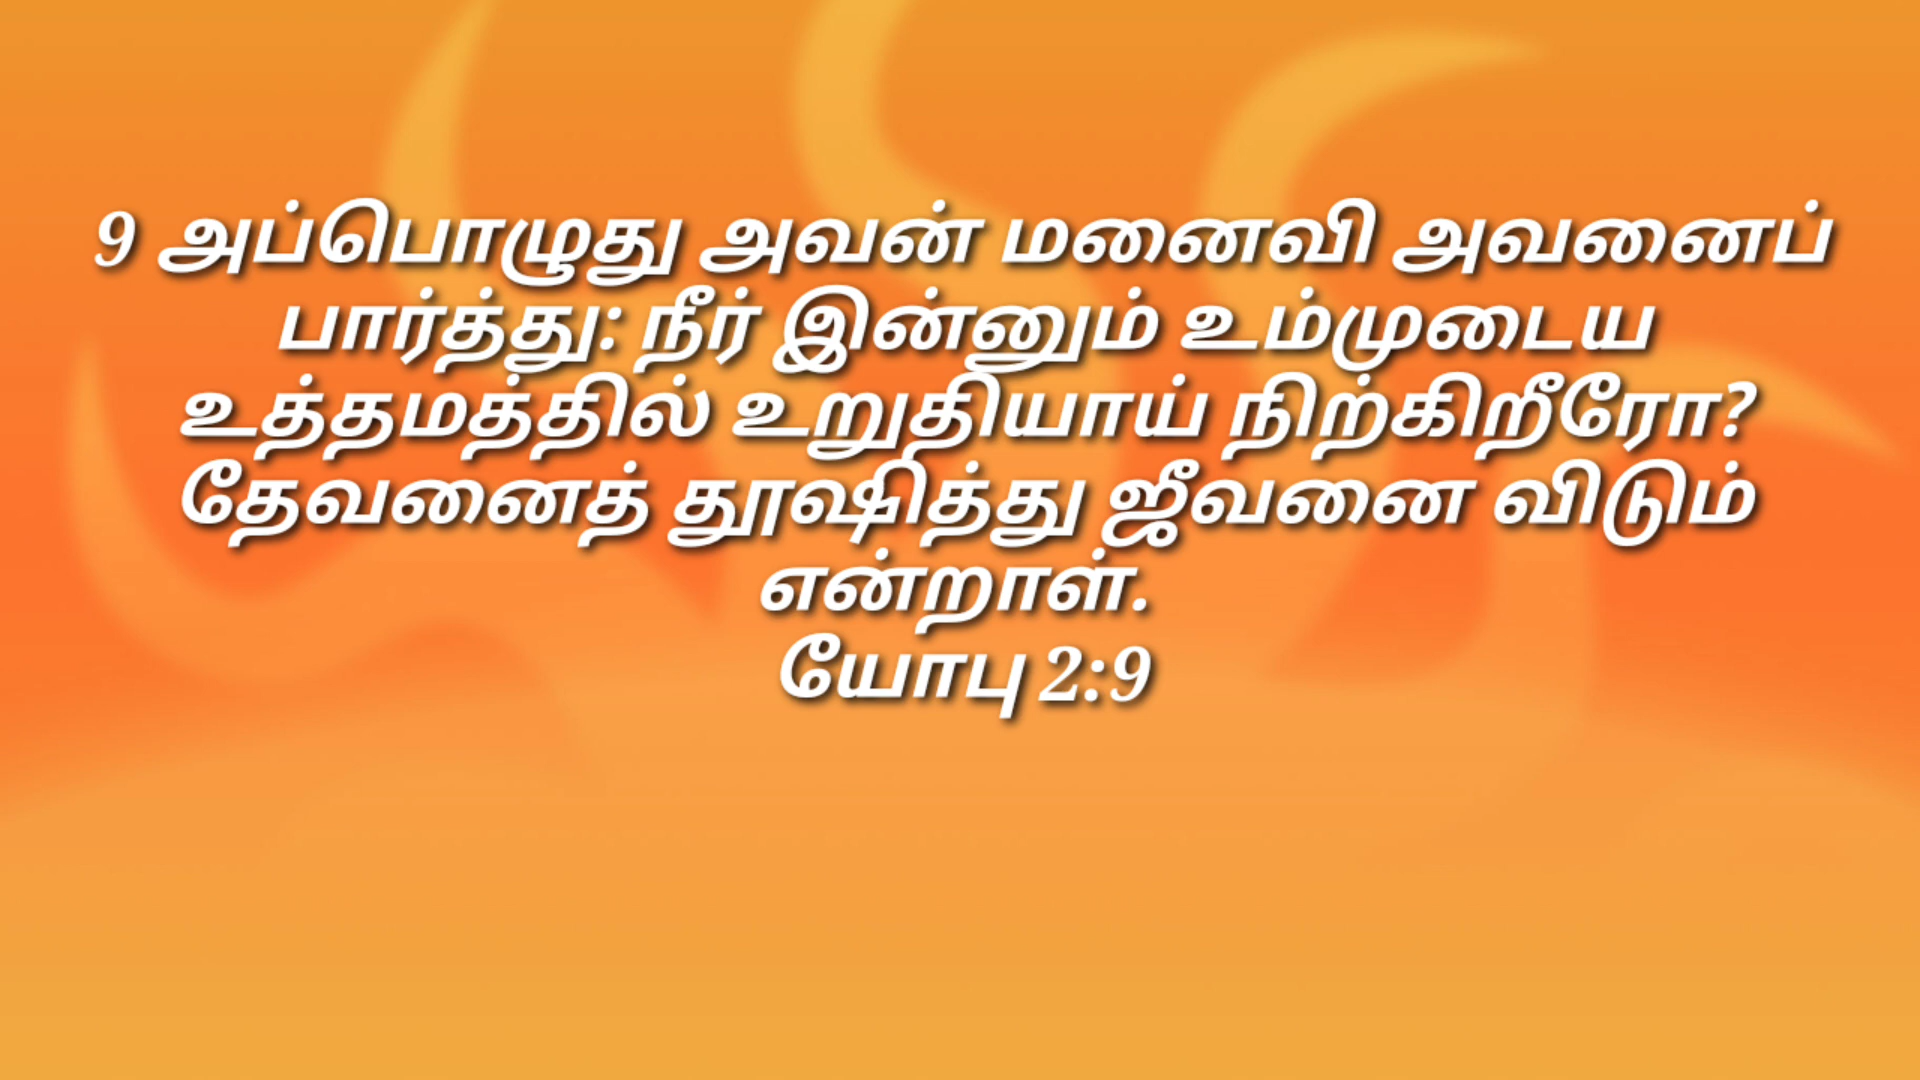 9 அப்பொழுது அவன் மனைவி அவனைப்
பார்த்து: நீர் இன்னும் உம்முடைய
உத்தமத்தில் உறுதியாய் நிற்கிறீரோ?
தேவனைத் தூஷித்து ஜீவனை விடும்
என்றாள்.
யோபு 2:9